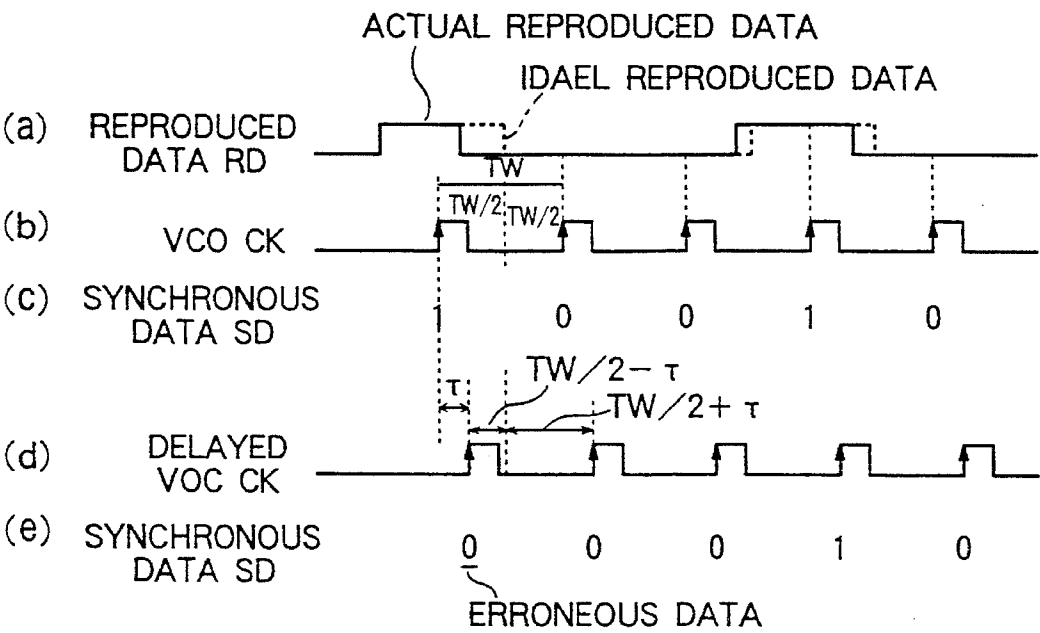 ACTUAL REPRODUCED DATA
IDAEL REPRODUCED DATA
(a) REPRODUCED DATA RD
TW
TW/2 TW/2
(b) VCO CK
(c) SYNCHRONOUS DATA SD
1 0 0 1 0
TW/2 - τ
τ TW/2 + τ
(d) DELAYED VOC CK
(e) SYNCHRONOUS DATA SD
0 0 0 1 0
ERRONEOUS DATA